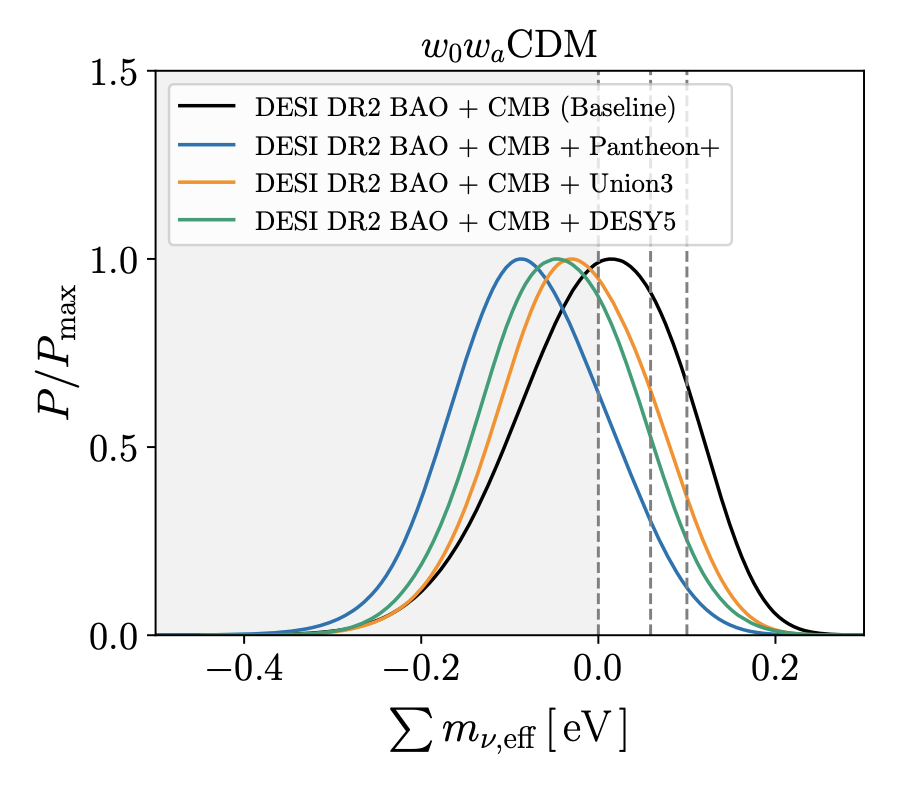 w₀wₐCDM
1.5
DESI DR2 BAO + CMB (Baseline)
DESI DR2 BAO + CMB + Pantheon+
DESI DR2 BAO + CMB + Union3
DESI DR2 BAO + CMB + DESY5
1.0
P/Pmax
0.5
0.0
−0.4 −0.2 0.0 0.2
∑ mν,eff [eV]